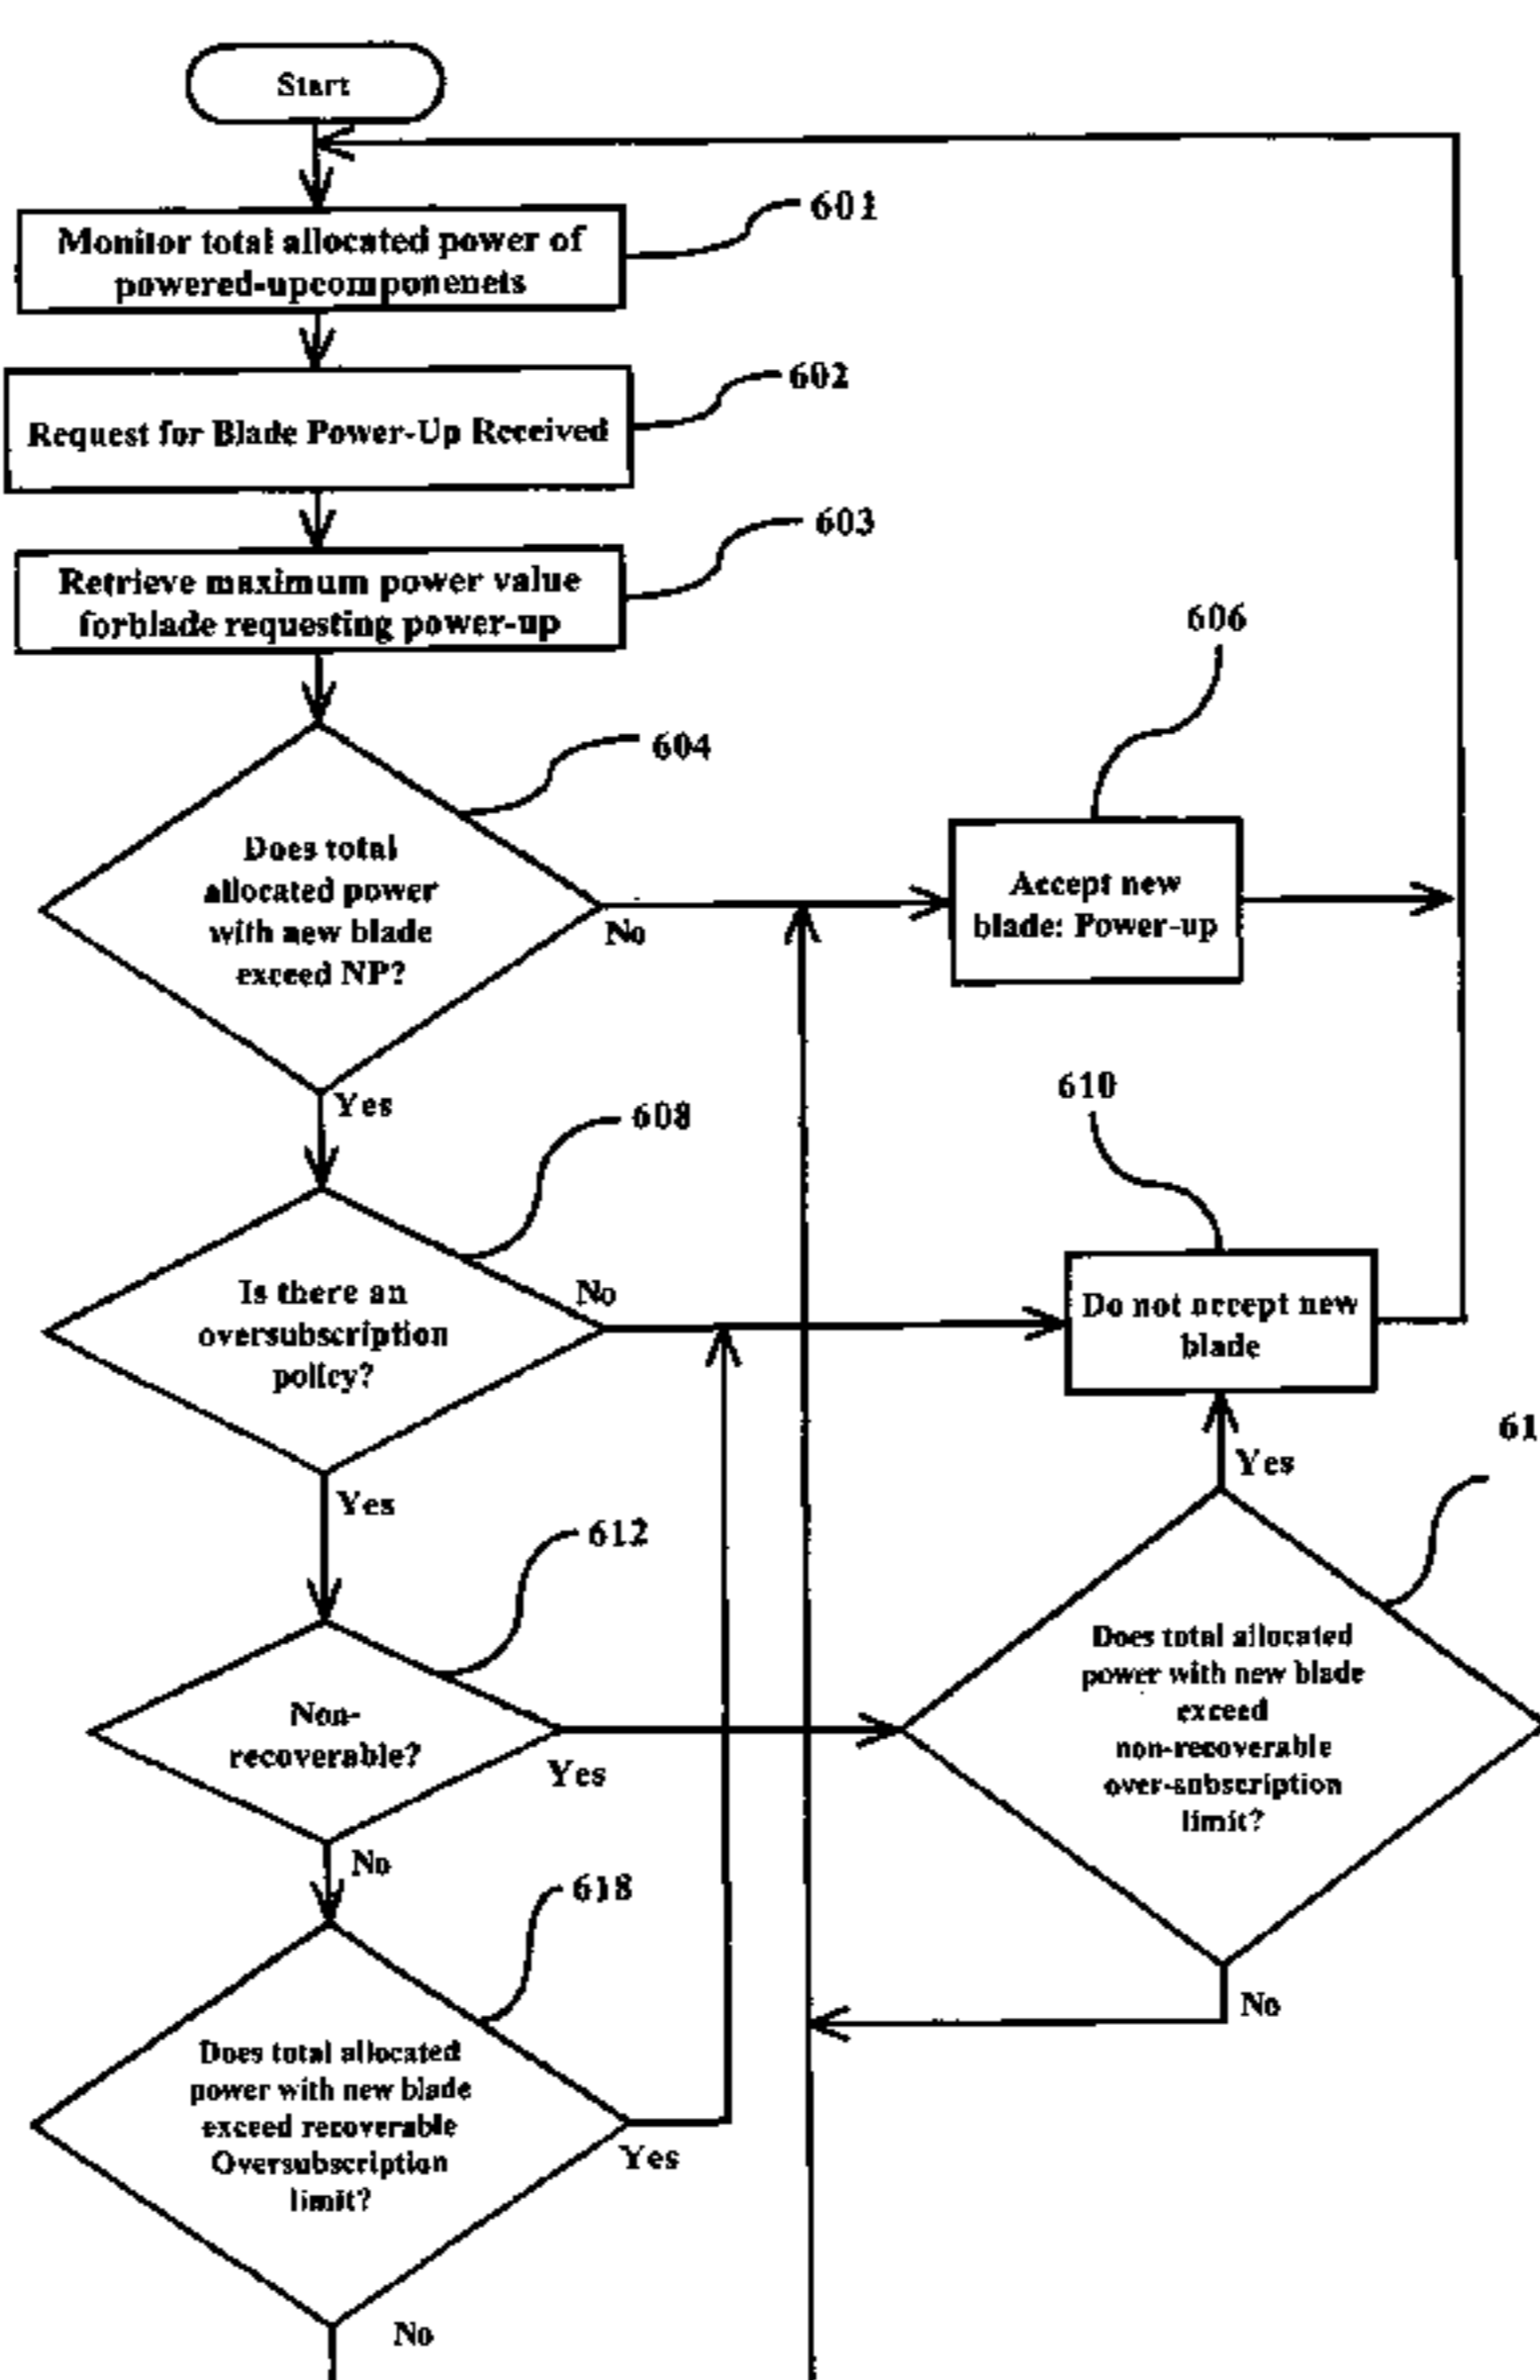 Start
601
Monitor total allocated power of
powered-upcomponenets
602
Request for Blade Power-Up Received
603
Retrieve maximum power value
forblade requesting power-up
606
604
Does total
allocated power
with new blade
exceed NP?
No
Accept new
blade: Power-up
Yes
608
610
Is there an
oversubscription
policy?
No
Do not accept new
blade
Yes
61
Yes
612
Non-
recoverable?
Yes
Does total allocated
power with new blade
exceed
non-recoverable
over-subscription
limit?
No
618
No
Does total allocated
power with new blade
exceed recoverable
Oversubscription
limit?
Yes
No